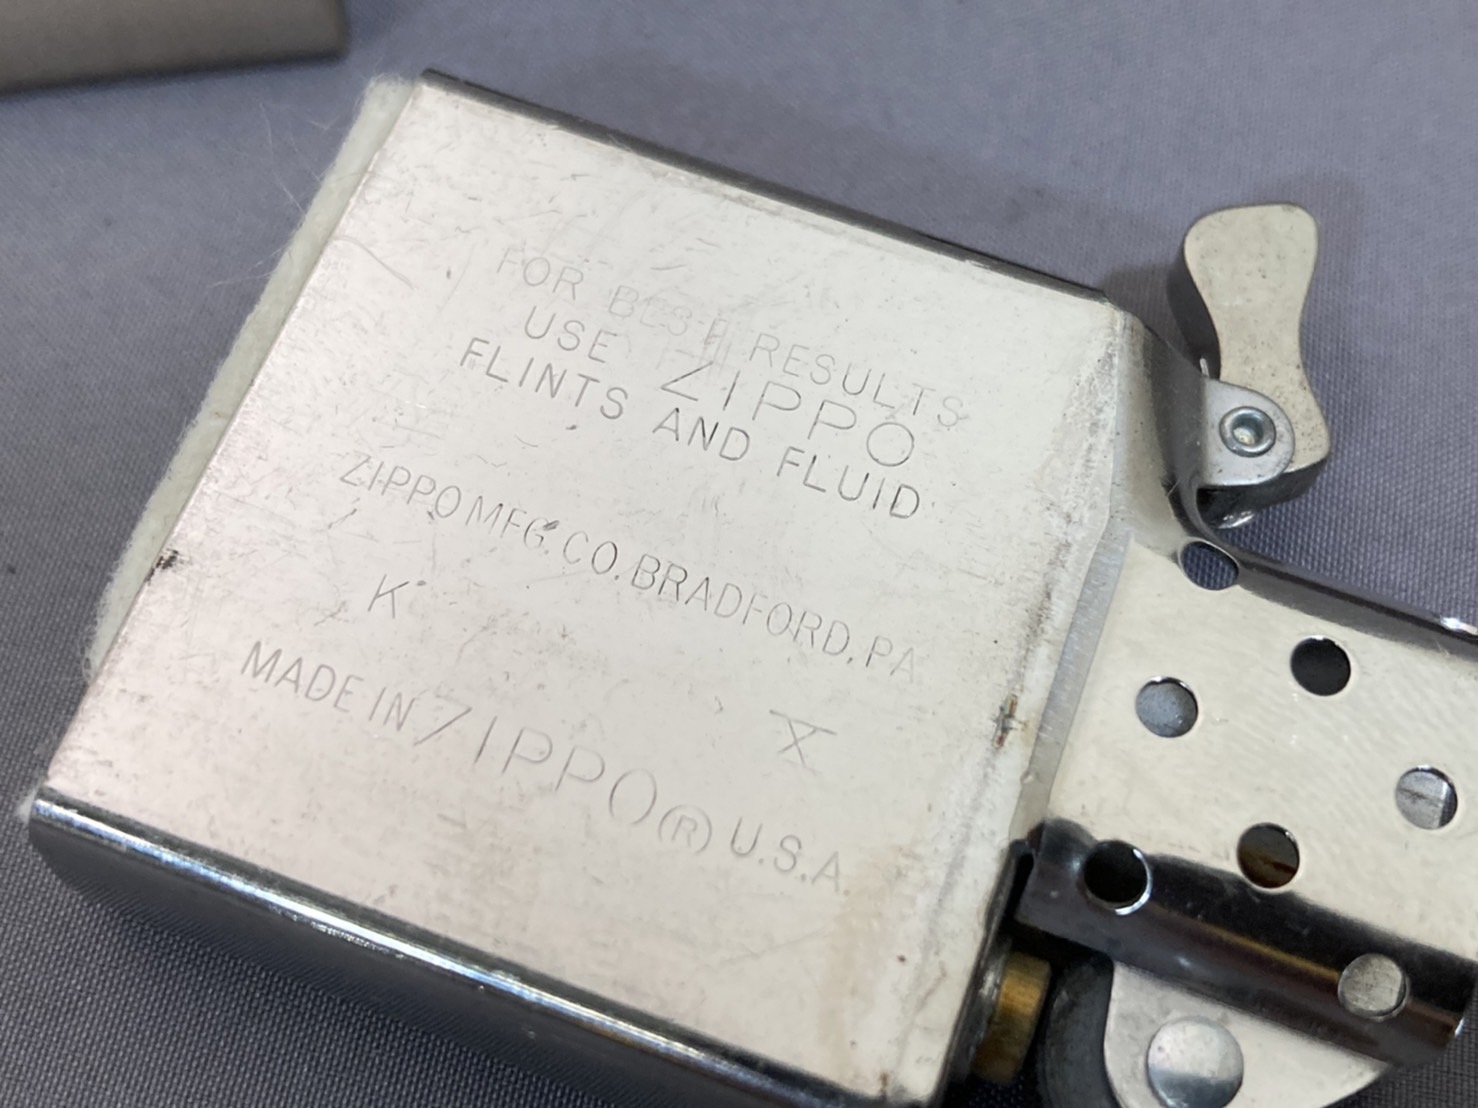 FOR BEST RESULTS
USE ZIPPO
FLINTS AND FLUID
ZIPPO MFG. CO. BRADFORD, PA
K X
MADE IN ZIPPO ® U.S.A.